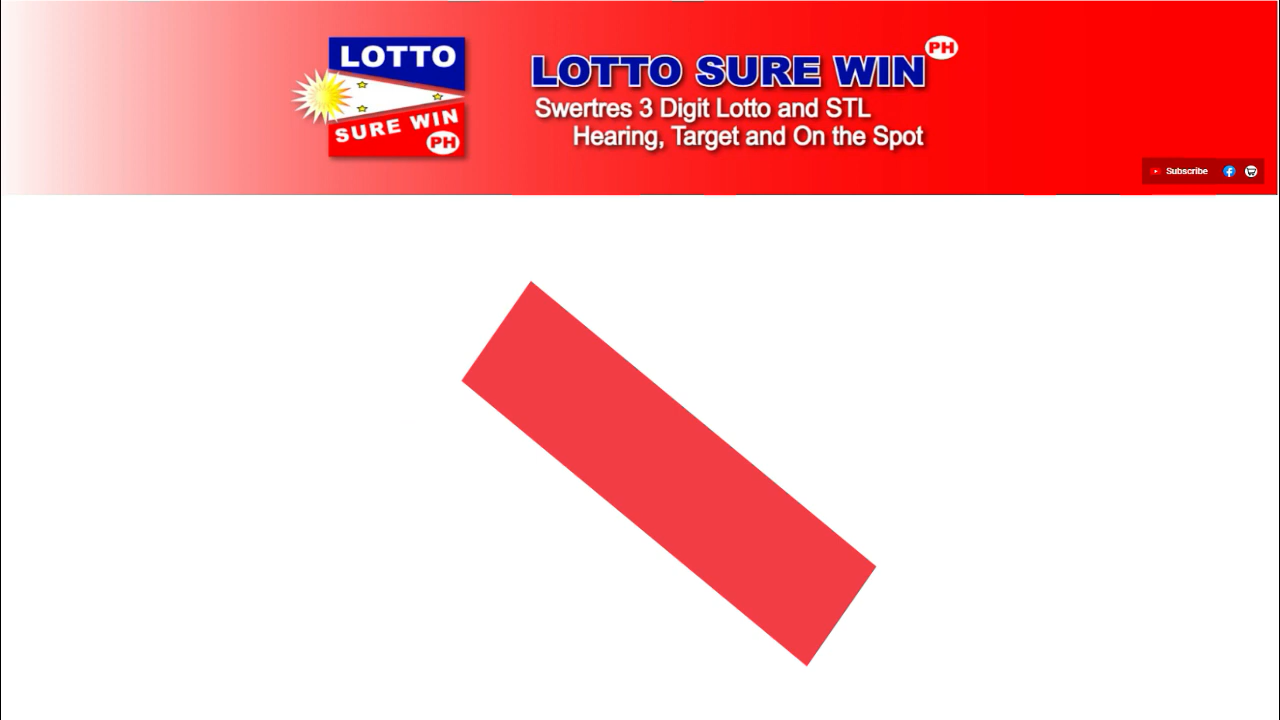 LOTTO
SURE WIN
PH
LOTTO SURE WIN PH
Swertres 3 Digit Lotto and STL
Hearing, Target and On the Spot
Subscribe